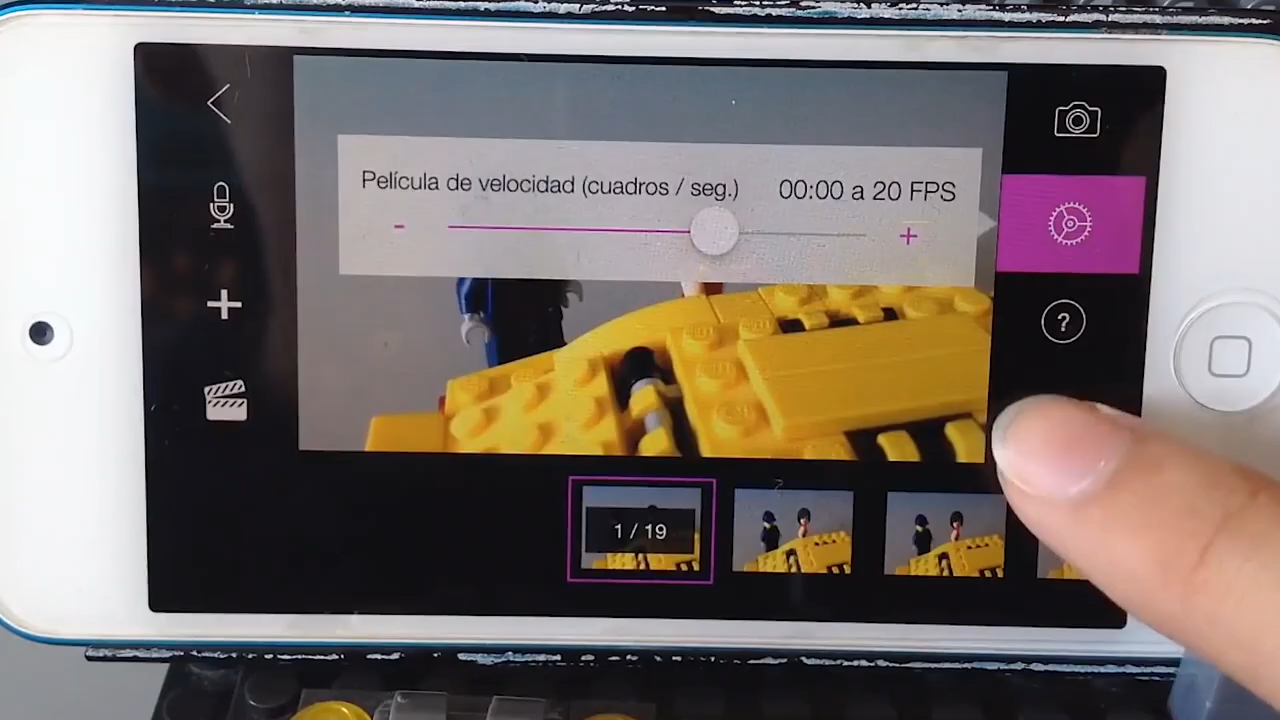 Película de velocidad (cuadros / seg.) 00:00 a 20 FPS
- +
?
1 / 19